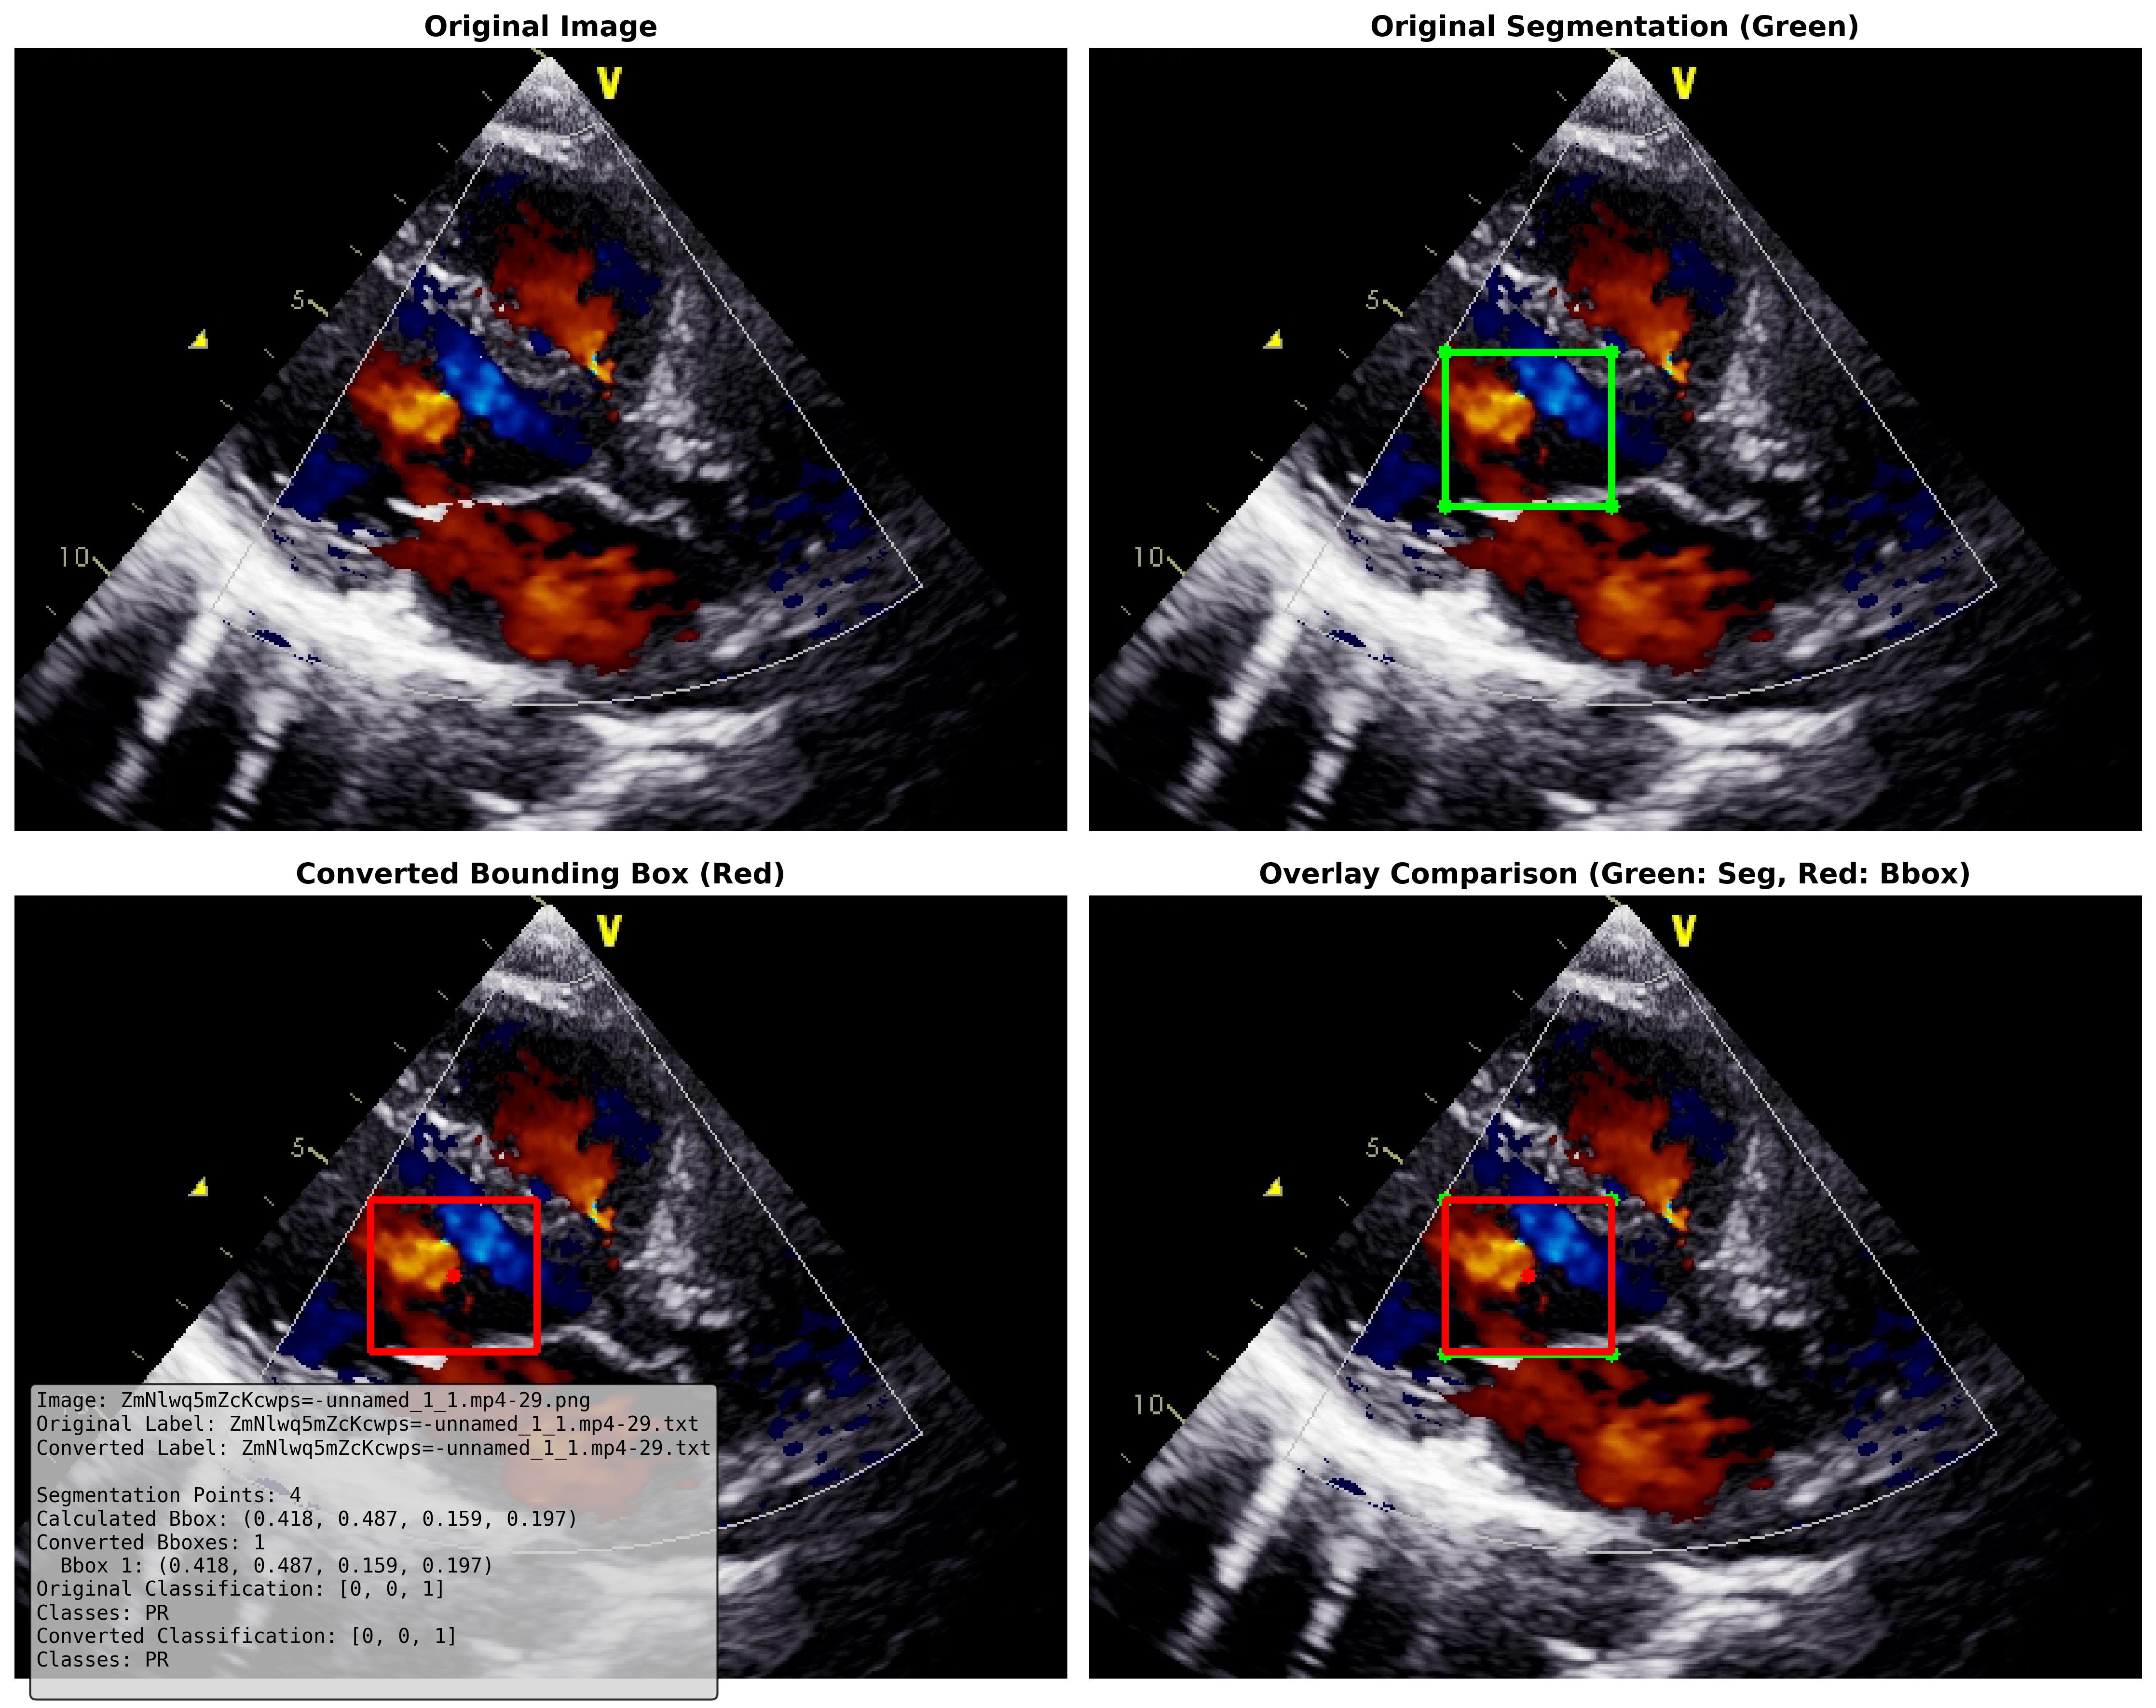 Original Image
Original Segmentation (Green)
V
5
10
V
5
10
Converted Bounding Box (Red)
Overlay Comparison (Green: Seg, Red: Bbox)
V
5
Image: ZmNlwq5mZcKcwps=-unnamed_1_1.mp4-29.png
Original Label: ZmNlwq5mZcKcwps=-unnamed_1_1.mp4-29.txt
Converted Label: ZmNlwq5mZcKcwps=-unnamed_1_1.mp4-29.txt
Segmentation Points: 4
Calculated Bbox: (0.418, 0.487, 0.159, 0.197)
Converted Bboxes: 1
Bbox 1: (0.418, 0.487, 0.159, 0.197)
Original Classification: [0, 0, 1]
Classes: PR
Converted Classification: [0, 0, 1]
Classes: PR
V
5
10